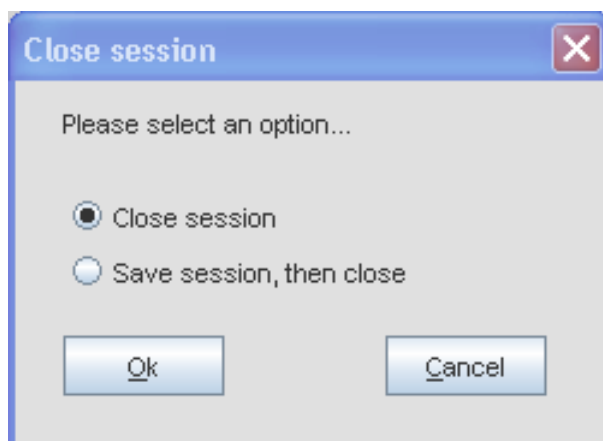 Close session
Please select an option...
Close session
Save session, then close
Ok
Cancel